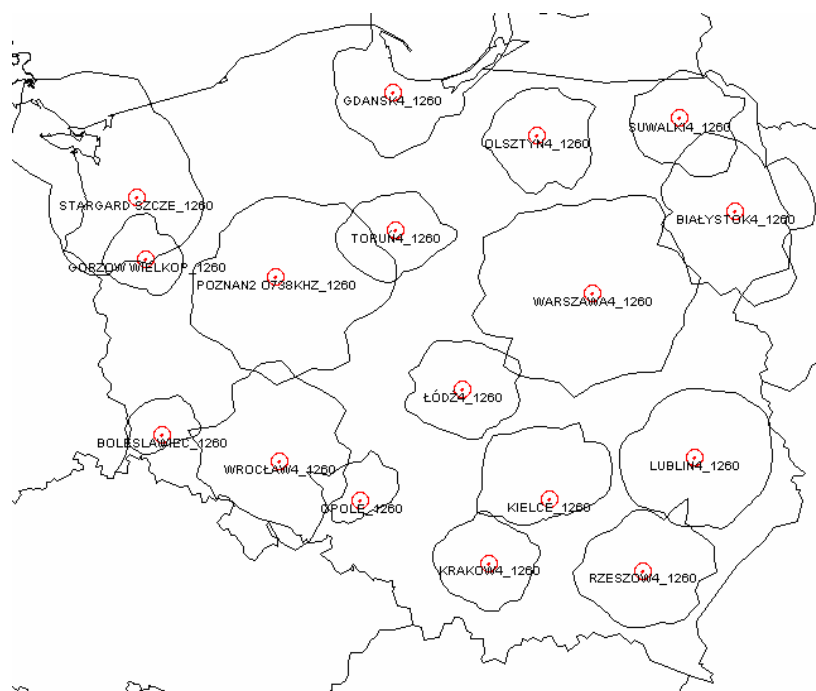 GDANSK4_1260
SUWALKI4_1260
OLSZTYN4_1260
STARGARD SZCZE_1260
BIAŁYSTOK4_1260
TORUN4_1260
GORZOW WIELKOP_1260
POZNAN2 0738KHZ_1260
WARSZAWA4_1260
ŁÓDZ4_1260
BOLESLAWIEC_1260
WROCŁAW4_1260
LUBLIN4_1260
OPOLE_1260
KIELCE_1260
KRAKOW4_1260
RZESZOW4_1260